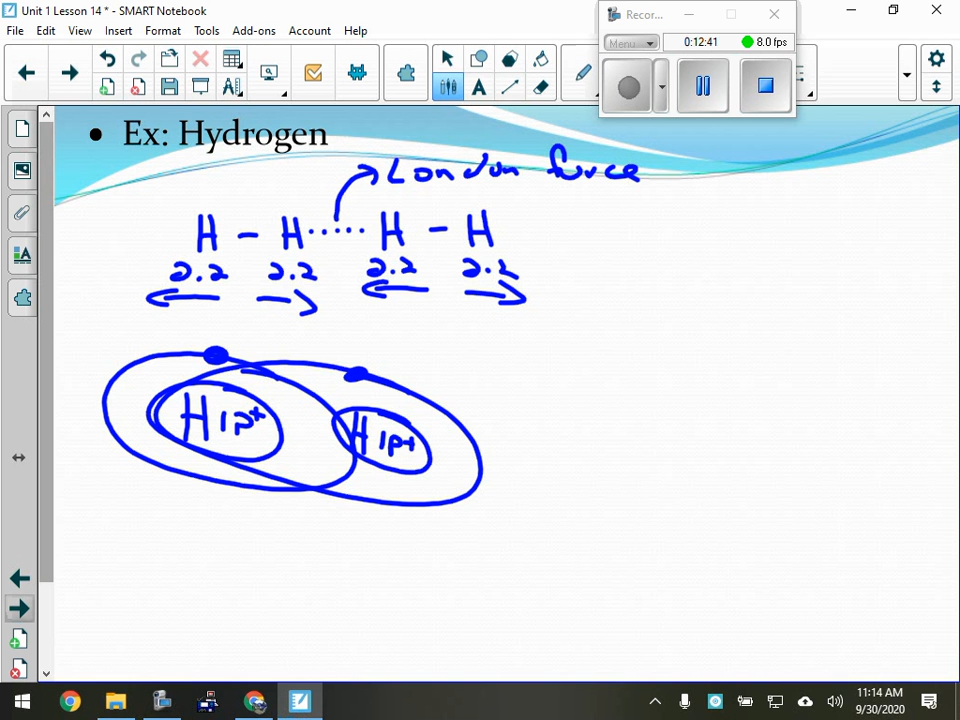 Unit 1 Lesson 14 * - SMART Notebook
Recor...
File Edit View Insert Format Tools Add-ons Account Help
Menu 0:12:41 8.0 fps
• Ex: Hydrogen
London force
H - H ..... H - H
2.2 2.2 2.2 2.2
H 1p+ H 1p+
11:14 AM
9/30/2020